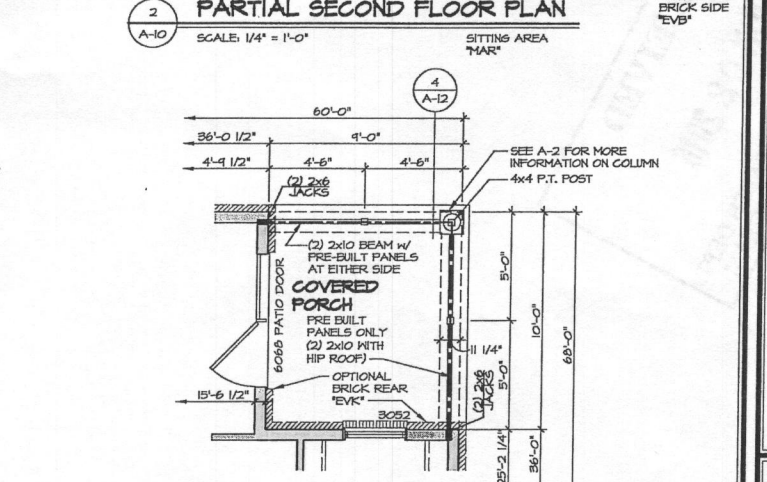 2
A-10
PARTIAL SECOND FLOOR PLAN
SCALE: 1/4" = 1'-0"
SITTING AREA
"MAR"
BRICK SIDE
"EVB"
4
A-12
60'-0"
36'-0 1/2"
9'-0"
4'-9 1/2"
4'-6"
4'-6"
(2) 2x6
JACKS
SEE A-2 FOR MORE
INFORMATION ON COLUMN
4x4 P.T. POST
(2) 2x10 BEAM w/
PRE-BUILT PANELS
AT EITHER SIDE
COVERED
PORCH
PRE BUILT
PANELS ONLY
(2) 2x10 WITH
HIP ROOF)
6068 PATIO DOOR
OPTIONAL
BRICK REAR
"EVK"
3052
15'-6 1/2"
11 1/4"
(2) 2x6
JACKS
5'-0"
5'-0"
10'-0"
68'-0"
25'-2 1/4"
36'-0"